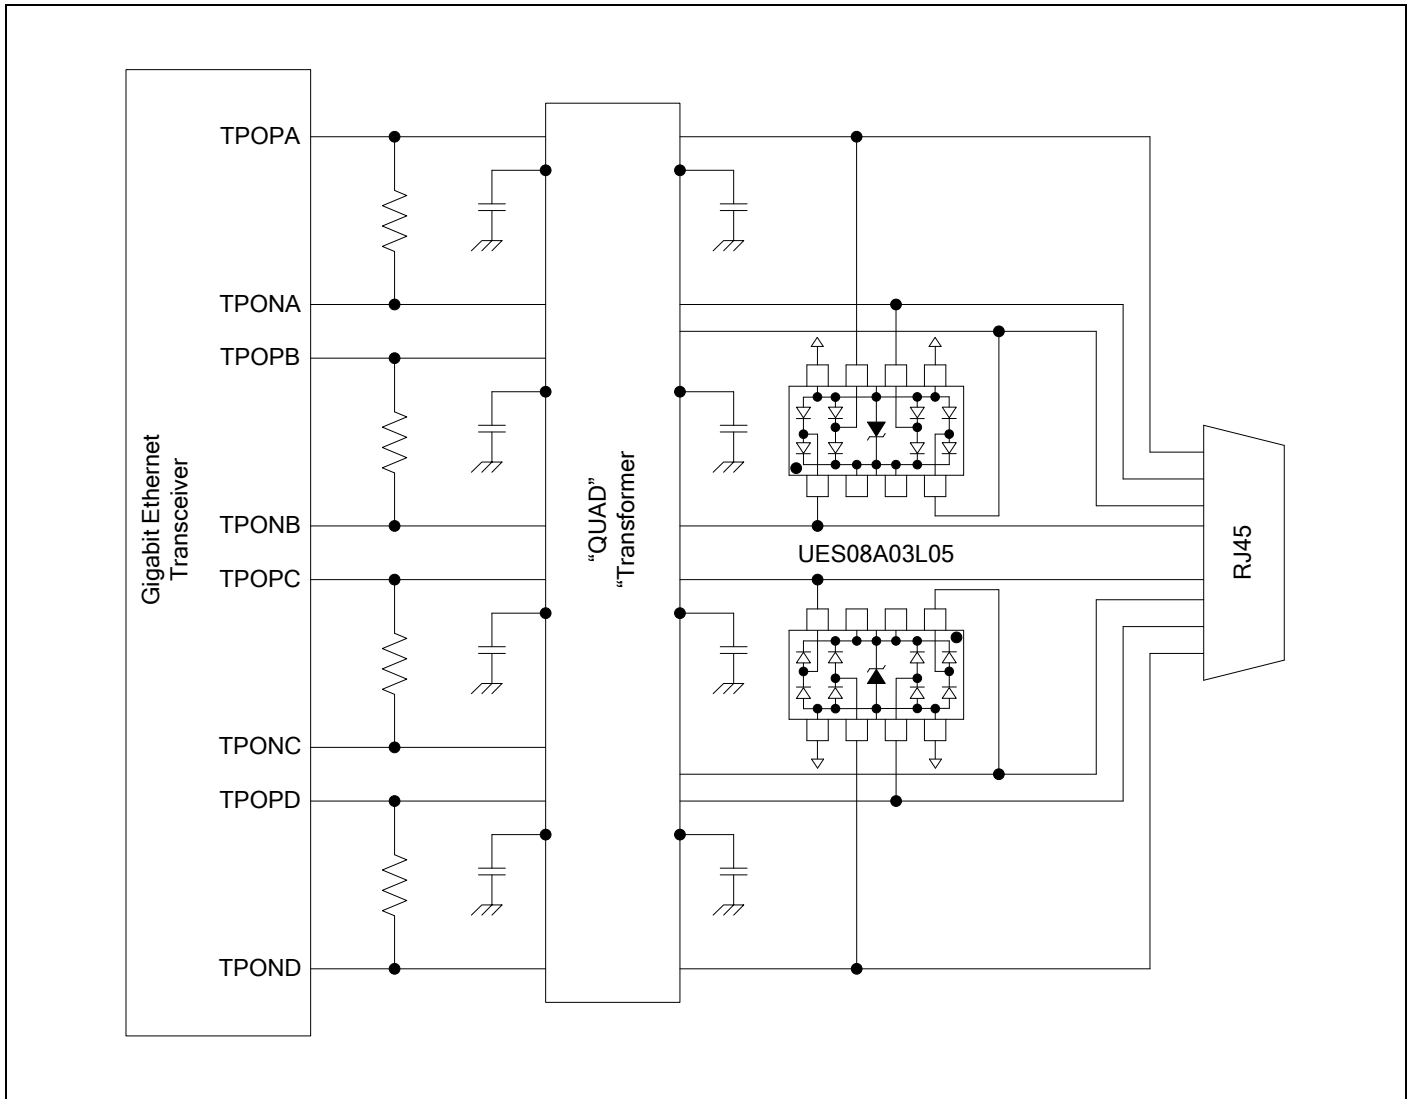 Gigabit Ethernet
Transceiver
TPOPA
TPONA
TPOPB
TPONB
TPOPC
TPONC
TPOPD
TPOND
“QUAD”
“Transformer
UES08A03L05
RJ45